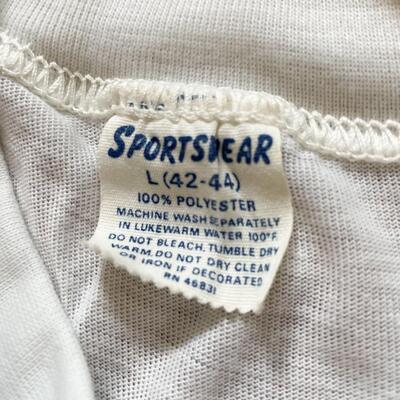 SPORTSWEAR
L (42-44)
100% POLYESTER
MACHINE WASH SEPARATELY
IN LUKEWARM WATER 100°F.
DO NOT BLEACH. TUMBLE DRY
WARM. DO NOT DRY CLEAN
OR IRON IF DECORATED
RN 46831